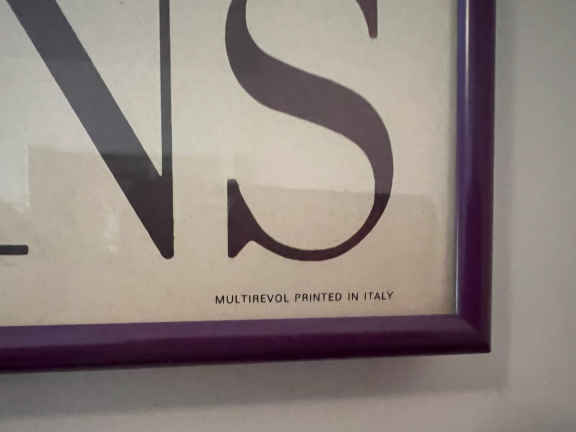 NS
MULTIREVOL PRINTED IN ITALY